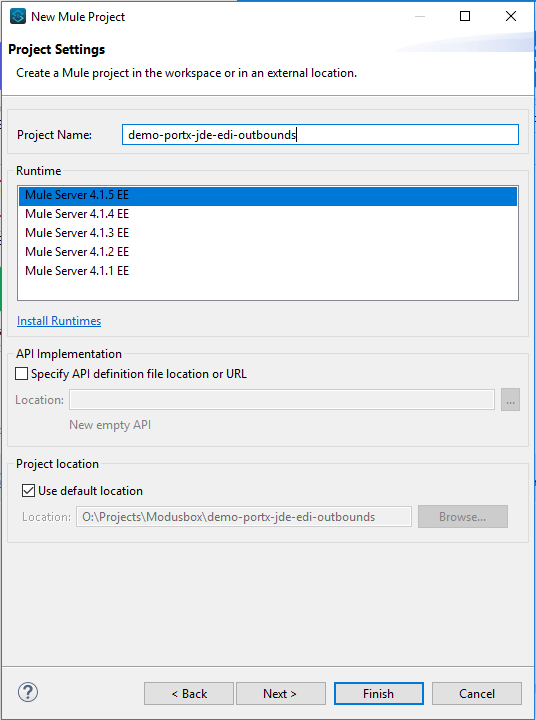 New Mule Project
Project Settings
Create a Mule project in the workspace or in an external location.
Project Name: demo-portx-jde-edi-outbounds
Runtime
Mule Server 4.1.5 EE
Mule Server 4.1.4 EE
Mule Server 4.1.3 EE
Mule Server 4.1.2 EE
Mule Server 4.1.1 EE
Install Runtimes
API Implementation
Specify API definition file location or URL
Location: ...
New empty API
Project location
Use default location
Location: O:\Projects\Modusbox\demo-portx-jde-edi-outbounds Browse...
? < Back Next > Finish Cancel